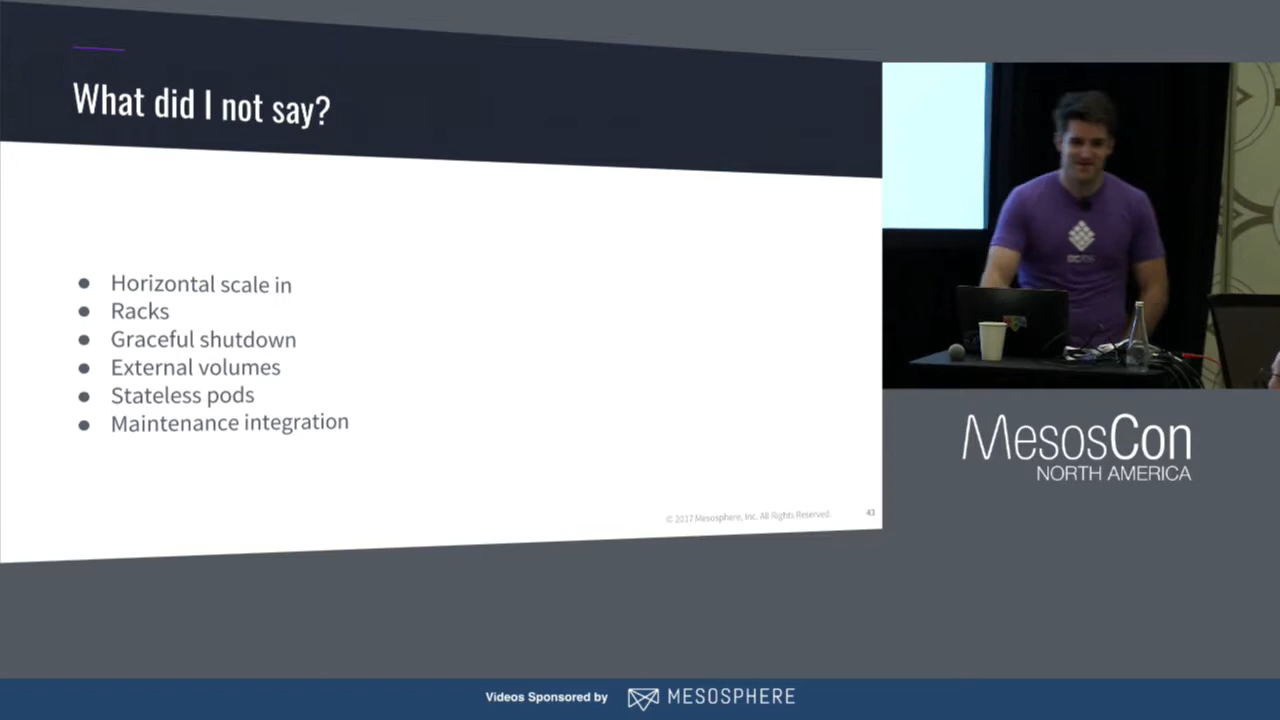 What did I not say?
● Horizontal scale in
● Racks
● Graceful shutdown
● External volumes
● Stateless pods
● Maintenance integration
© 2017 Mesosphere, Inc. All Rights Reserved.
43
MesosCon
NORTH AMERICA
Videos Sponsored by
MESOSPHERE